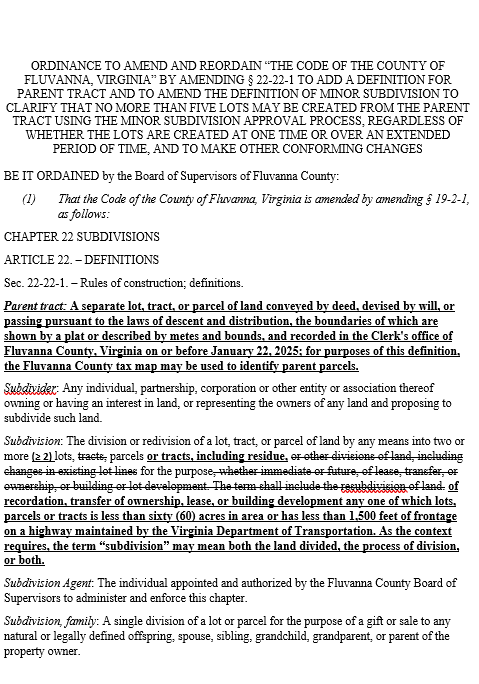 ORDINANCE TO AMEND AND REORDAIN “THE CODE OF THE COUNTY OF
FLUVANNA, VIRGINIA” BY AMENDING § 22-22-1 TO ADD A DEFINITION FOR
PARENT TRACT AND TO AMEND THE DEFINITION OF MINOR SUBDIVISION TO
CLARIFY THAT NO MORE THAN FIVE LOTS MAY BE CREATED FROM THE PARENT
TRACT USING THE MINOR SUBDIVISION APPROVAL PROCESS, REGARDLESS OF
WHETHER THE LOTS ARE CREATED AT ONE TIME OR OVER AN EXTENDED
PERIOD OF TIME, AND TO MAKE OTHER CONFORMING CHANGES
BE IT ORDAINED by the Board of Supervisors of Fluvanna County:
(1) That the Code of the County of Fluvanna, Virginia is amended by amending § 19-2-1,
as follows:
CHAPTER 22 SUBDIVISIONS
ARTICLE 22. – DEFINITIONS
Sec. 22-22-1. – Rules of construction; definitions.
Parent tract: A separate lot, tract, or parcel of land conveyed by deed, devised by will, or
passing pursuant to the laws of descent and distribution, the boundaries of which are
shown by a plat or described by metes and bounds, and recorded in the Clerk's office of
Fluvanna County, Virginia on or before January 22, 2025; for purposes of this definition,
the Fluvanna County tax map may be used to identify parent parcels.
Subdivider: Any individual, partnership, corporation or other entity or association thereof
owning or having an interest in land, or representing the owners of any land and proposing to
subdivide such land.
Subdivision: The division or redivision of a lot, tract, or parcel of land by any means into two or
more (≥ 2) lots, tracts, parcels or tracts, including residue, or other divisions of land, including
changes in existing lot lines for the purpose, whether immediate or future, of lease, transfer, or
ownership, or building or lot development. The term shall include the resubdivision of land. of
recordation, transfer of ownership, lease, or building development any one of which lots,
parcels or tracts is less than sixty (60) acres in area or has less than 1,500 feet of frontage
on a highway maintained by the Virginia Department of Transportation. As the context
requires, the term “subdivision” may mean both the land divided, the process of division,
or both.
Subdivision Agent: The individual appointed and authorized by the Fluvanna County Board of
Supervisors to administer and enforce this chapter.
Subdivision, family: A single division of a lot or parcel for the purpose of a gift or sale to any
natural or legally defined offspring, spouse, sibling, grandchild, grandparent, or parent of the
property owner.